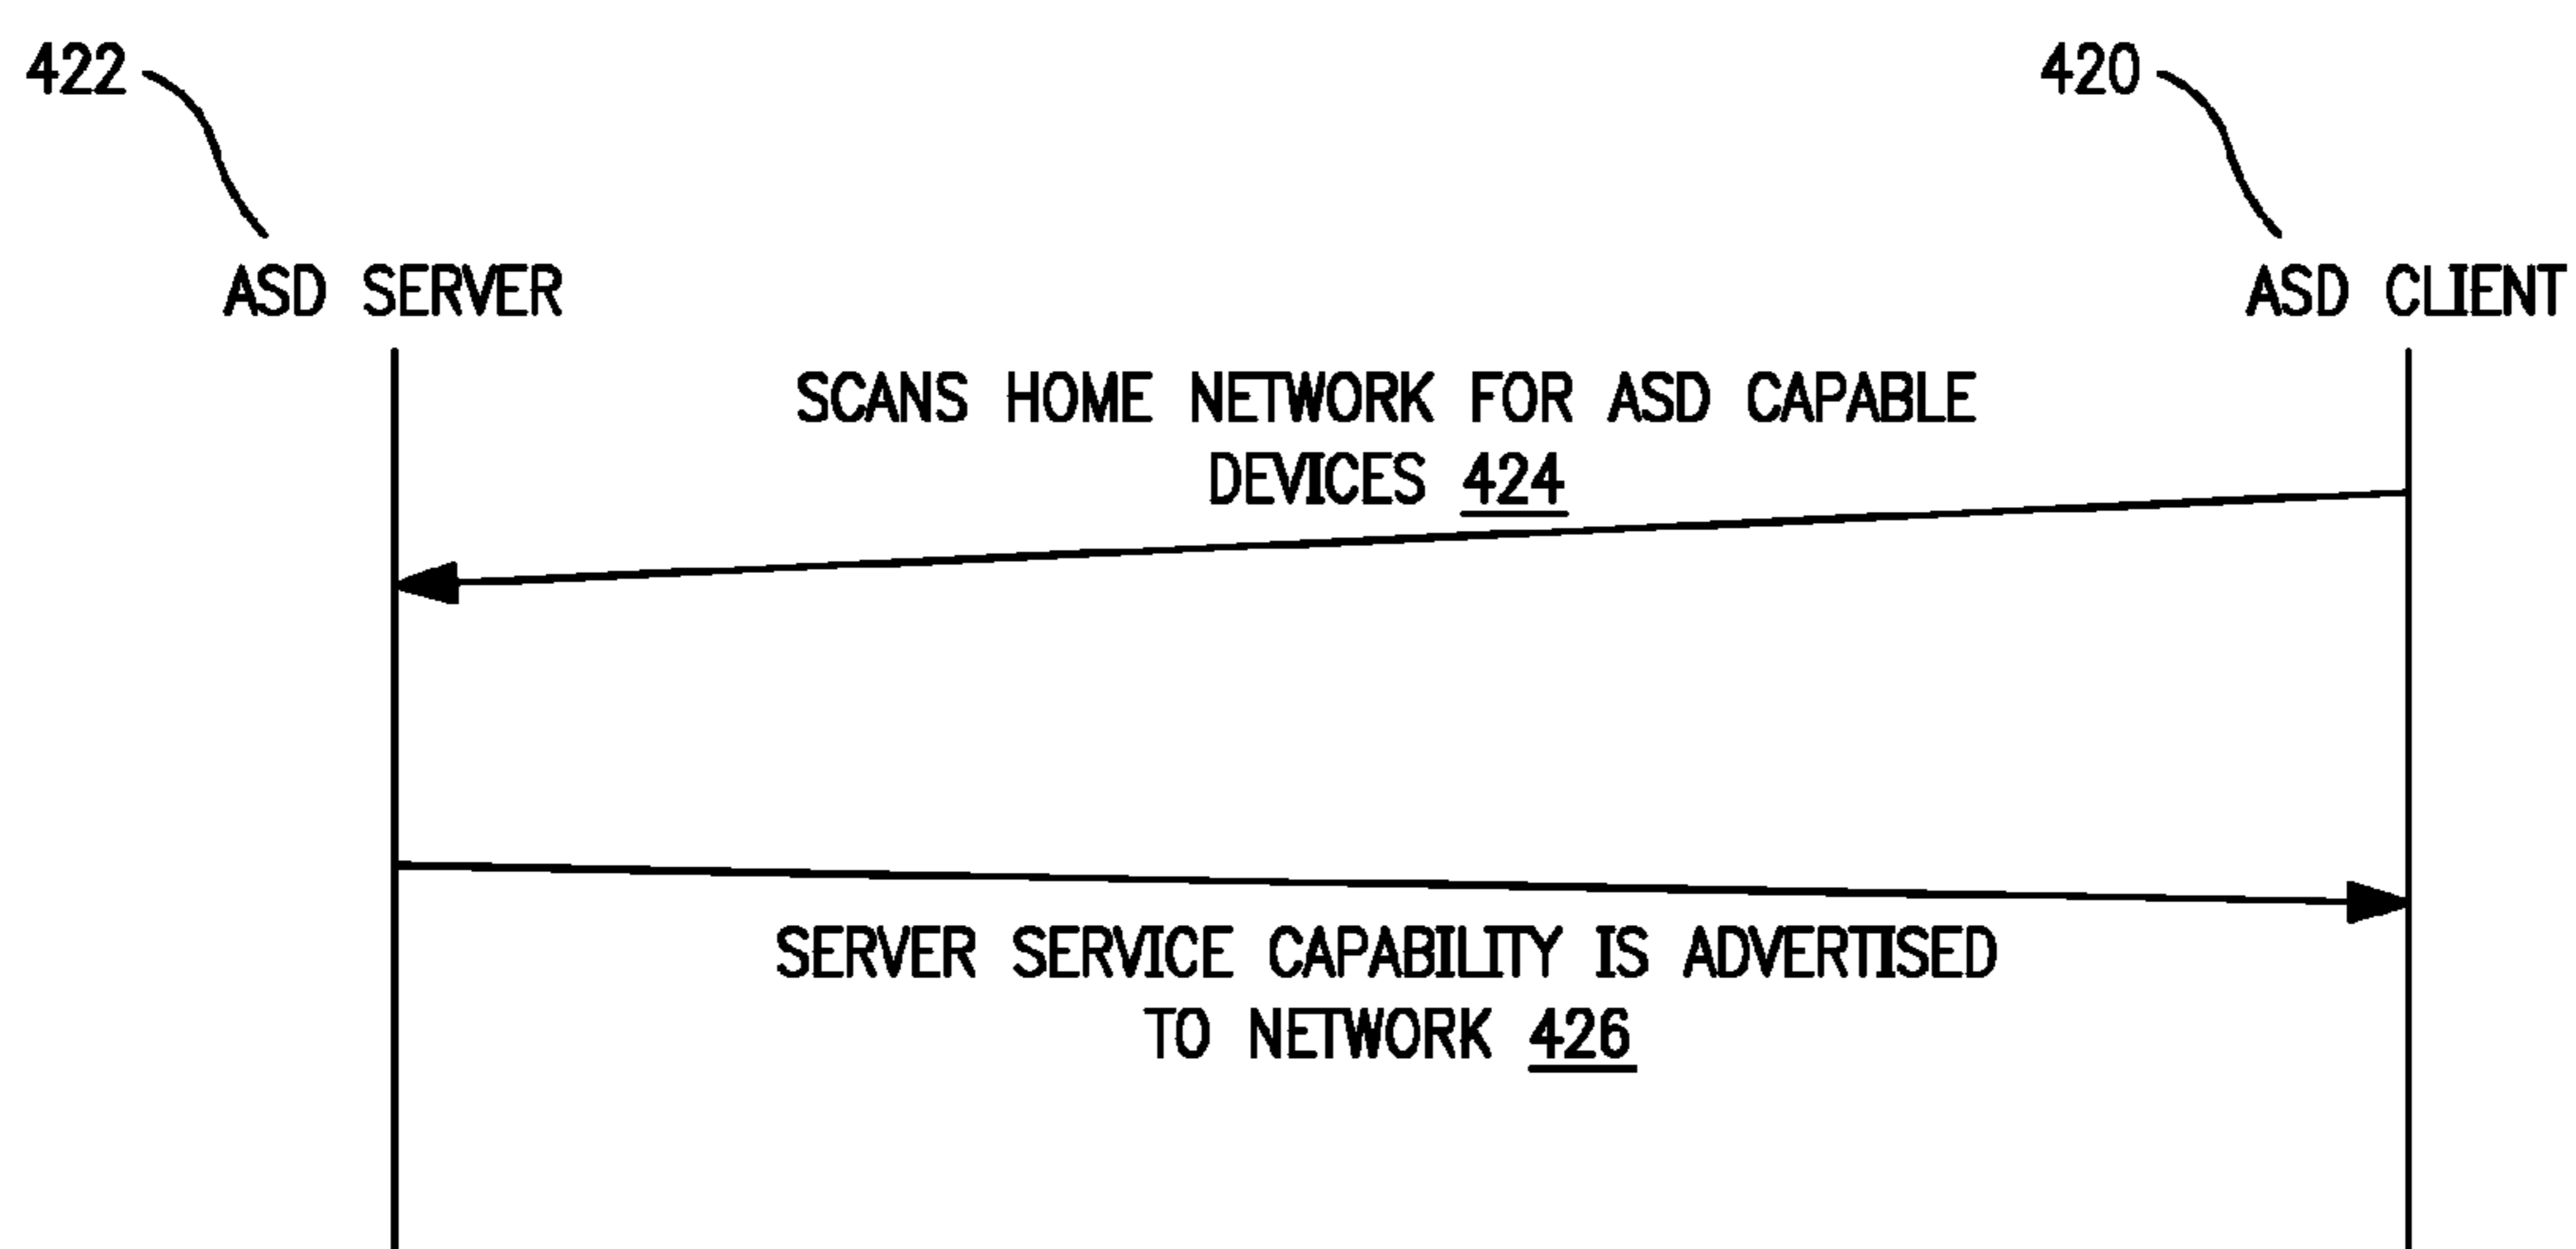 422
420
ASD SERVER
ASD CLIENT
SCANS HOME NETWORK FOR ASD CAPABLE
DEVICES 424
SERVER SERVICE CAPABILITY IS ADVERTISED
TO NETWORK 426